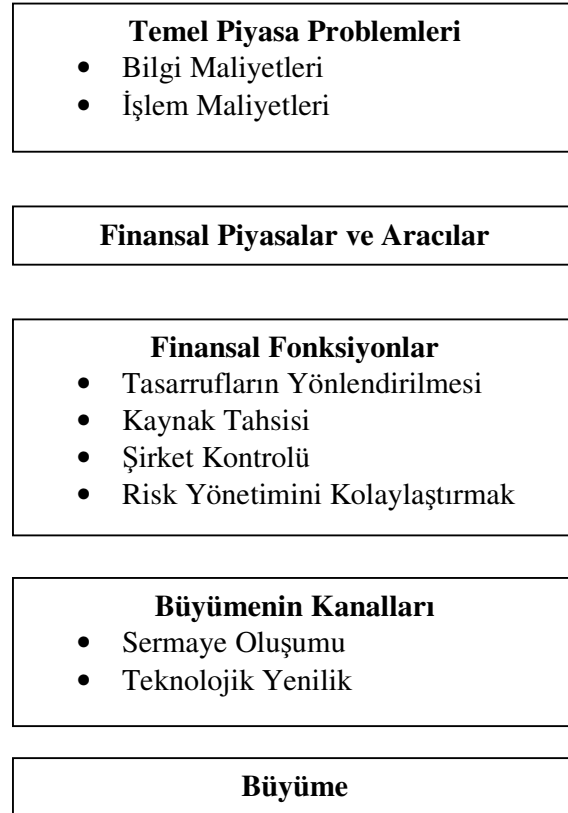 Temel Piyasa Problemleri
• Bilgi Maliyetleri
• İşlem Maliyetleri
Finansal Piyasalar ve Aracılar
Finansal Fonksiyonlar
• Tasarrufların Yönlendirilmesi
• Kaynak Tahsisi
• Şirket Kontrolü
• Risk Yönetimini Kolaylaştırmak
Büyümenin Kanalları
• Sermaye Oluşumu
• Teknolojik Yenilik
Büyüme